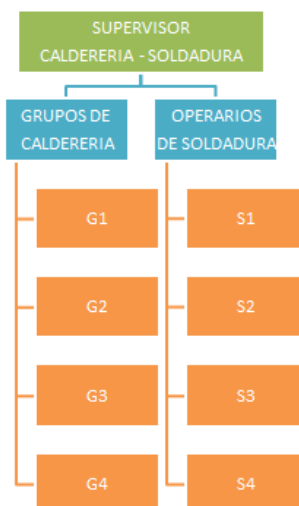 SUPERVISOR
CALDERERIA - SOLDADURA
GRUPOS DE
CALDERERIA
OPERARIOS
DE SOLDADURA
G1
S1
G2
S2
G3
S3
G4
S4